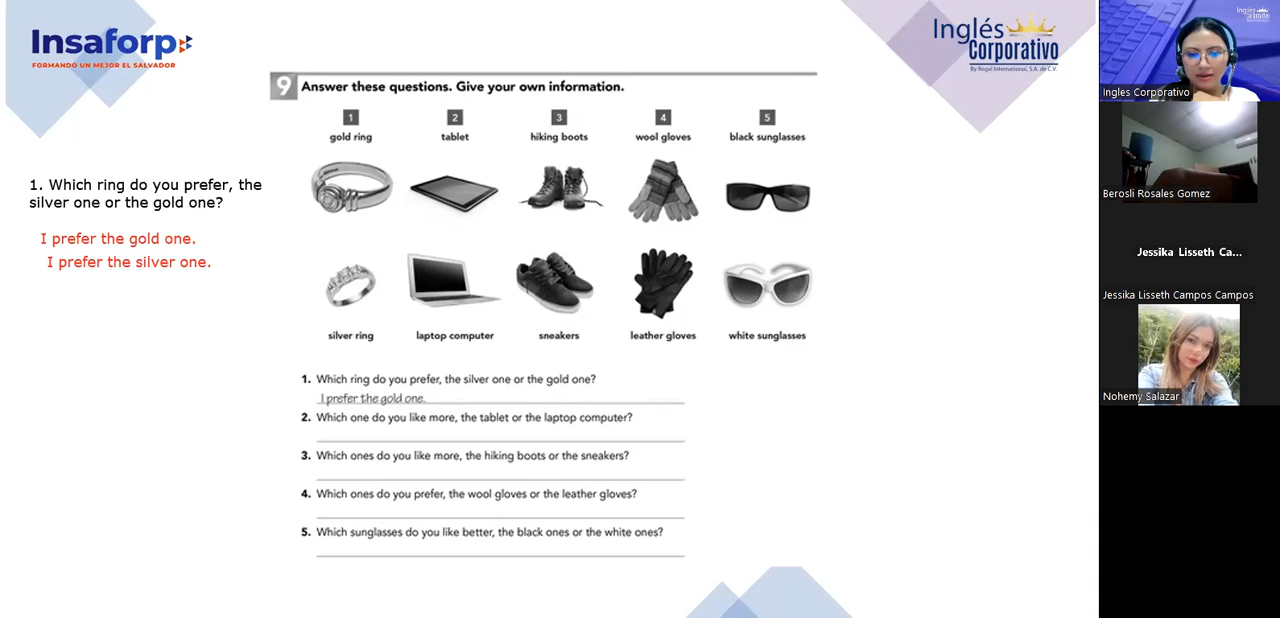 Insaforp
FORMANDO UN MEJOR EL SALVADOR
Inglés
Corporativo
By Regal International, S.A. de C.V.
9 Answer these questions. Give your own information.
1 2 3 4 5
gold ring tablet hiking boots wool gloves black sunglasses
silver ring laptop computer sneakers leather gloves white sunglasses
1. Which ring do you prefer, the
silver one or the gold one?
I prefer the gold one.
I prefer the silver one.
1. Which ring do you prefer, the silver one or the gold one?
I prefer the gold one.
2. Which one do you like more, the tablet or the laptop computer?
3. Which ones do you like more, the hiking boots or the sneakers?
4. Which ones do you prefer, the wool gloves or the leather gloves?
5. Which sunglasses do you like better, the black ones or the white ones?
Inglés
Ingles Corporativo
Berosli Rosales Gomez
Jessika Lisseth Ca...
Jessika Lisseth Campos Campos
Nohemy Salazar